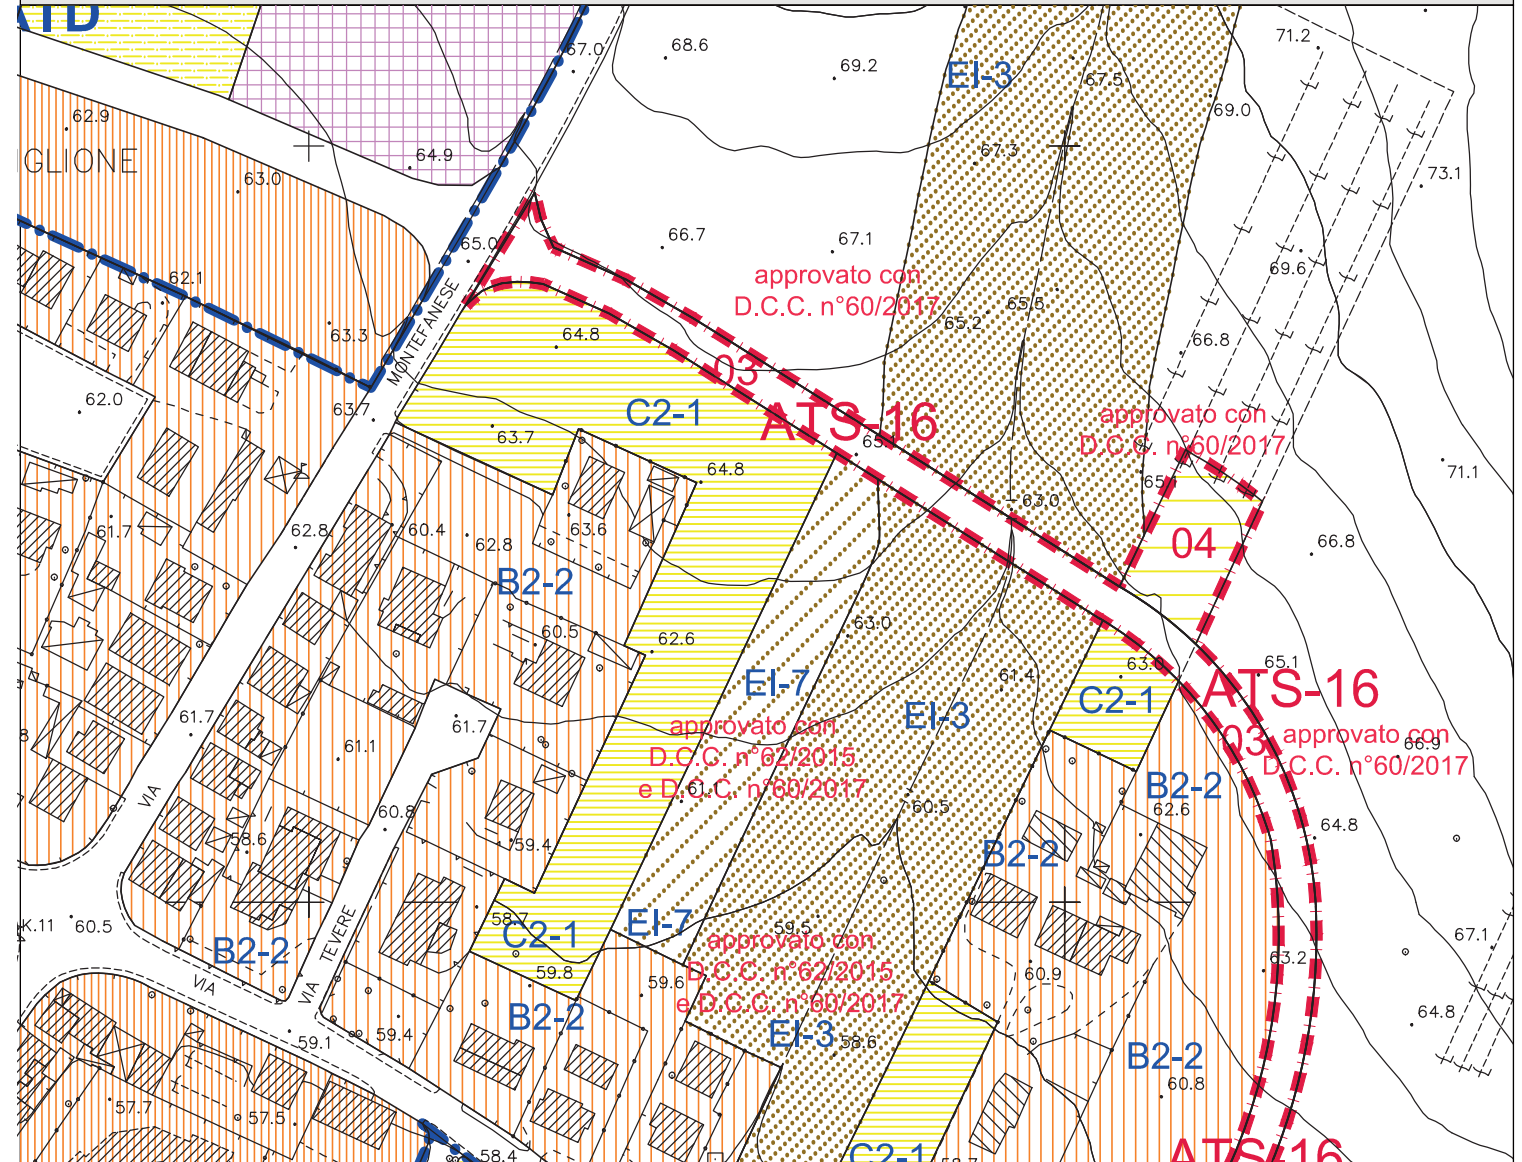 ATD
67.0
68.6
69.2
EI-3
67.5
71.2
69.0
62.9
GLIONE
64.9
67.3
63.0
73.1
65.0
66.7
67.1
62.1
approvato con
D.C.C. n°60/2017
69.6
65.5
65.2
MONTEFANESE
63.3
64.8
66.8
03
62.0
63.7
C2-1
ATS-16
approvato con
D.C.C. n°60/2017
63.7
64.8
71.1
63.0
61.7
62.8
60.4
62.8
63.6
04
66.8
B2-2
60.5
62.6
63.0
63.0
65.1
EI-7
61.4
C2-1
ATS-16
61.7
61.7
EI-3
approvato con
D.C.C. n°62/2015
e D.C.C. n°60/2017
61.1
03
approvato con
D.C.C. n°60/2017
66.9
61.1
VIA
B2-2
60.8
60.5
62.6
58.6
59.4
B2-2
64.8
K.11
60.5
58.7
C2-1
EI-7
59.5
TEVERE
B2-2
approvato con
D.C.C. n°62/2015
e D.C.C. n°60/2017
67.1
63.2
59.8
59.6
60.9
VIA
VIA
B2-2
59.4
59.1
EI-3
58.6
64.8
B2-2
60.8
57.7
57.5
58.4
C2-1
ATS-16